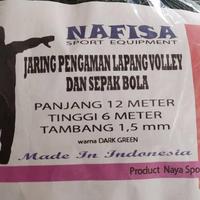 NAFISA
SPORT EQUIPMENT
JARING PENGAMAN LAPANG VOLLEY
DAN SEPAK BOLA
PANJANG 12 METER
TINGGI 6 METER
TAMBANG 1,5 mm
warna DARK GREEN
Made In Indonesia
Product Naya Spo